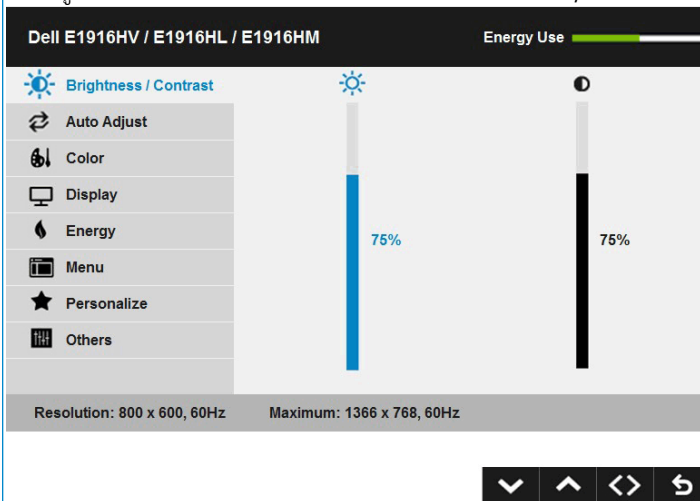 Dell E1916HV / E1916HL / E1916HM
Energy Use
Brightness / Contrast
Auto Adjust
Color
Display
Energy
Menu
Personalize
Others
75%
75%
Resolution: 800 x 600, 60Hz
Maximum: 1366 x 768, 60Hz